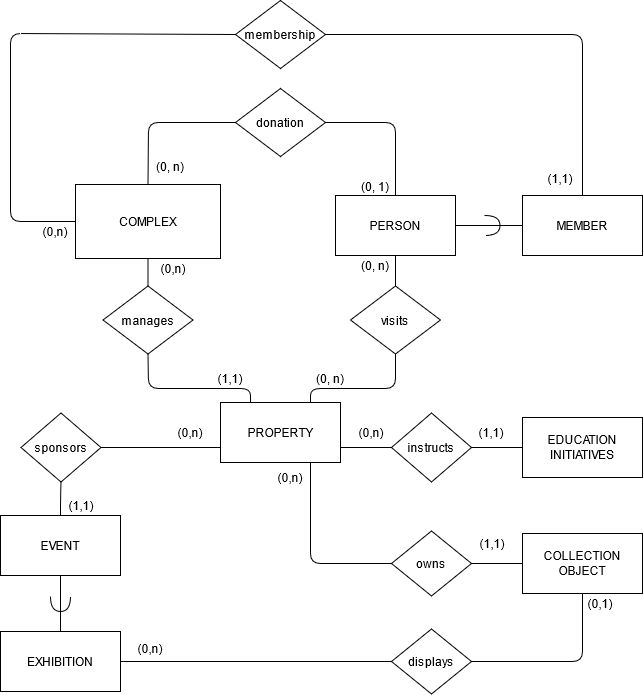 membership
donation
(0, n)
(0, 1)
(1,1)
COMPLEX
PERSON
MEMBER
(0,n)
(0,n)
(0, n)
manages
visits
(1,1)
(0, n)
(0,n)
PROPERTY
(0,n)
(1,1)
sponsors
instructs
EDUCATION
INITIATIVES
(0,n)
(1,1)
EVENT
(1,1)
owns
COLLECTION
OBJECT
(0,1)
EXHIBITION
(0,n)
displays